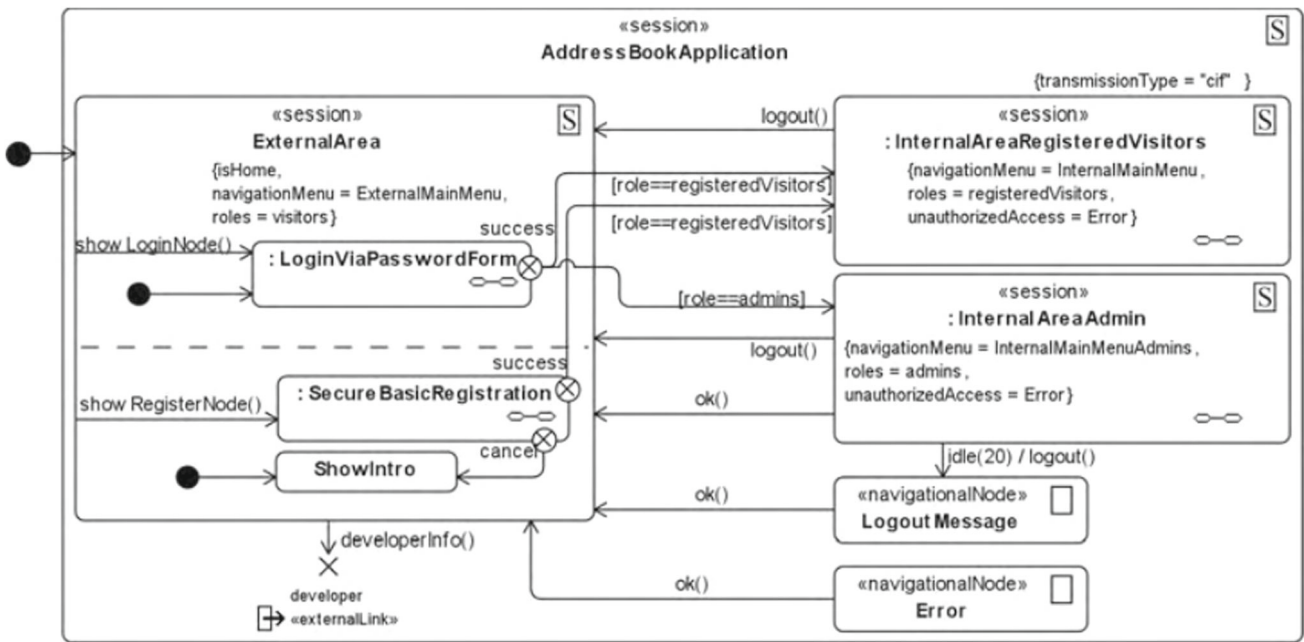 «session»
S
AddressBookApplication
{transmissionType = "cif" }
«session»
S
ExternalArea
{isHome,
navigationMenu = ExternalMainMenu,
roles = visitors}
show LoginNode()
success
: LoginViaPasswordForm
success
: SecureBasicRegistration
show RegisterNode()
cancel
ShowIntro
logout()
[role==registeredVisitors]
[role==registeredVisitors]
[role==admins]
logout()
ok()
ok()
ok()
«session»
S
: InternalAreaRegisteredVisitors
{navigationMenu = InternalMainMenu,
roles = registeredVisitors,
unauthorizedAccess = Error}
«session»
S
: InternalAreaAdmin
{navigationMenu = InternalMainMenuAdmins,
roles = admins,
unauthorizedAccess = Error}
idle(20) / logout()
«navigationalNode»
Logout Message
«navigationalNode»
Error
developerInfo()
developer
«externalLink»